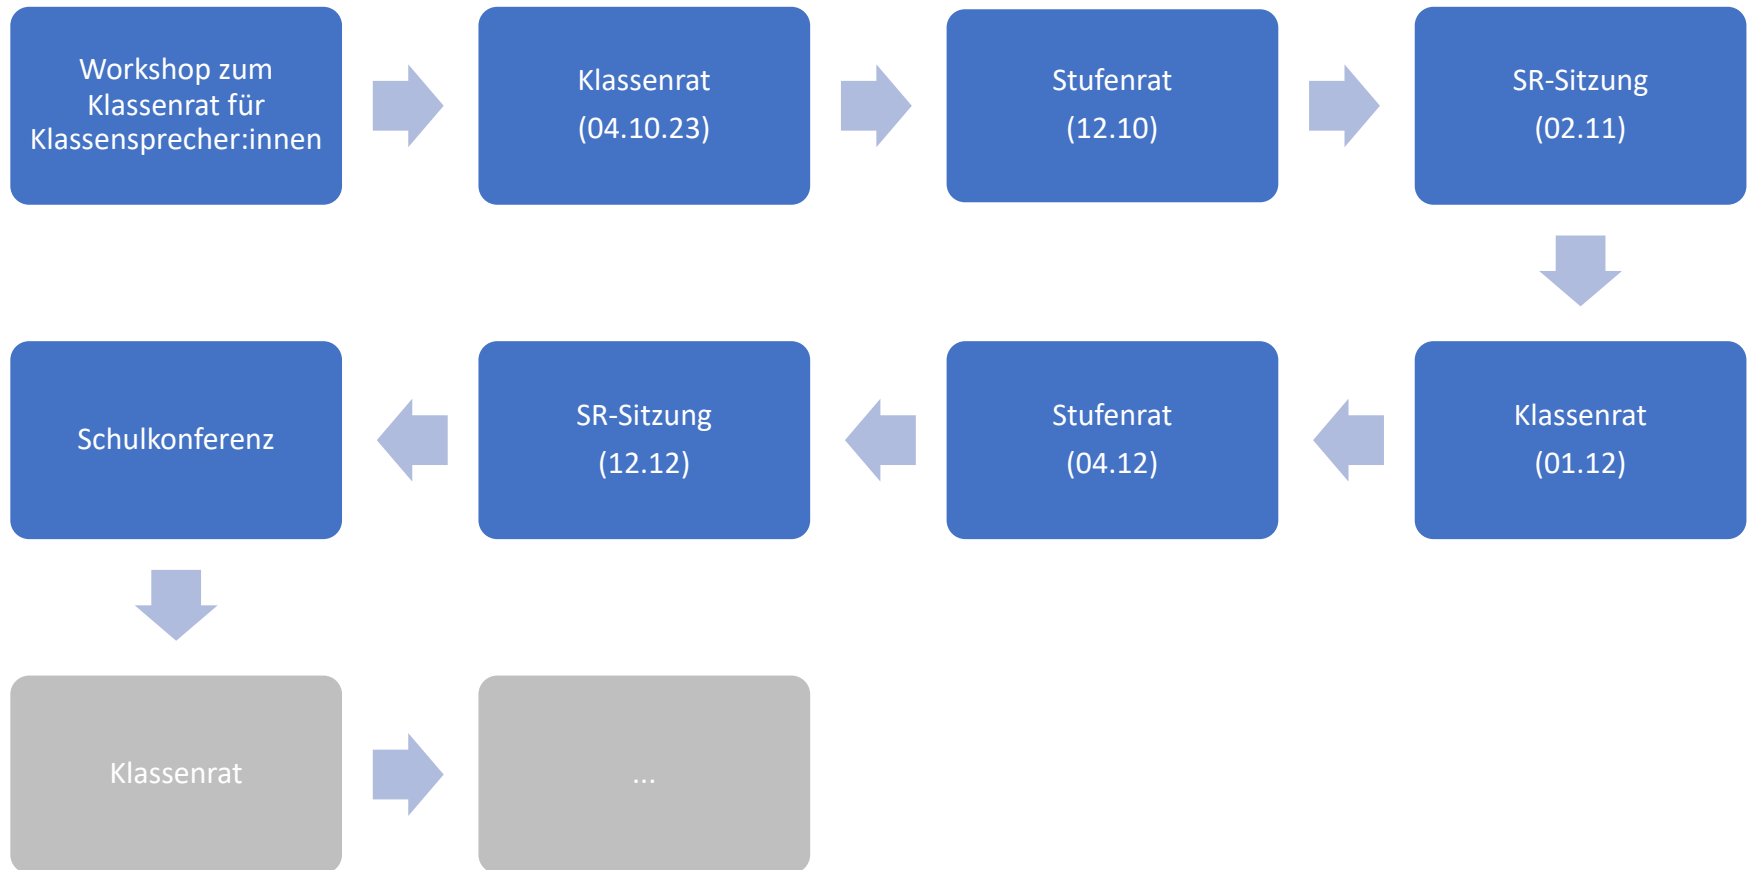 Workshop zum
Klassenrat für
Klassensprecher:innen
Klassenrat
(04.10.23)
Stufenrat
(12.10)
SR-Sitzung
(02.11)
Klassenrat
(01.12)
Stufenrat
(04.12)
SR-Sitzung
(12.12)
Schulkonferenz
Klassenrat
...